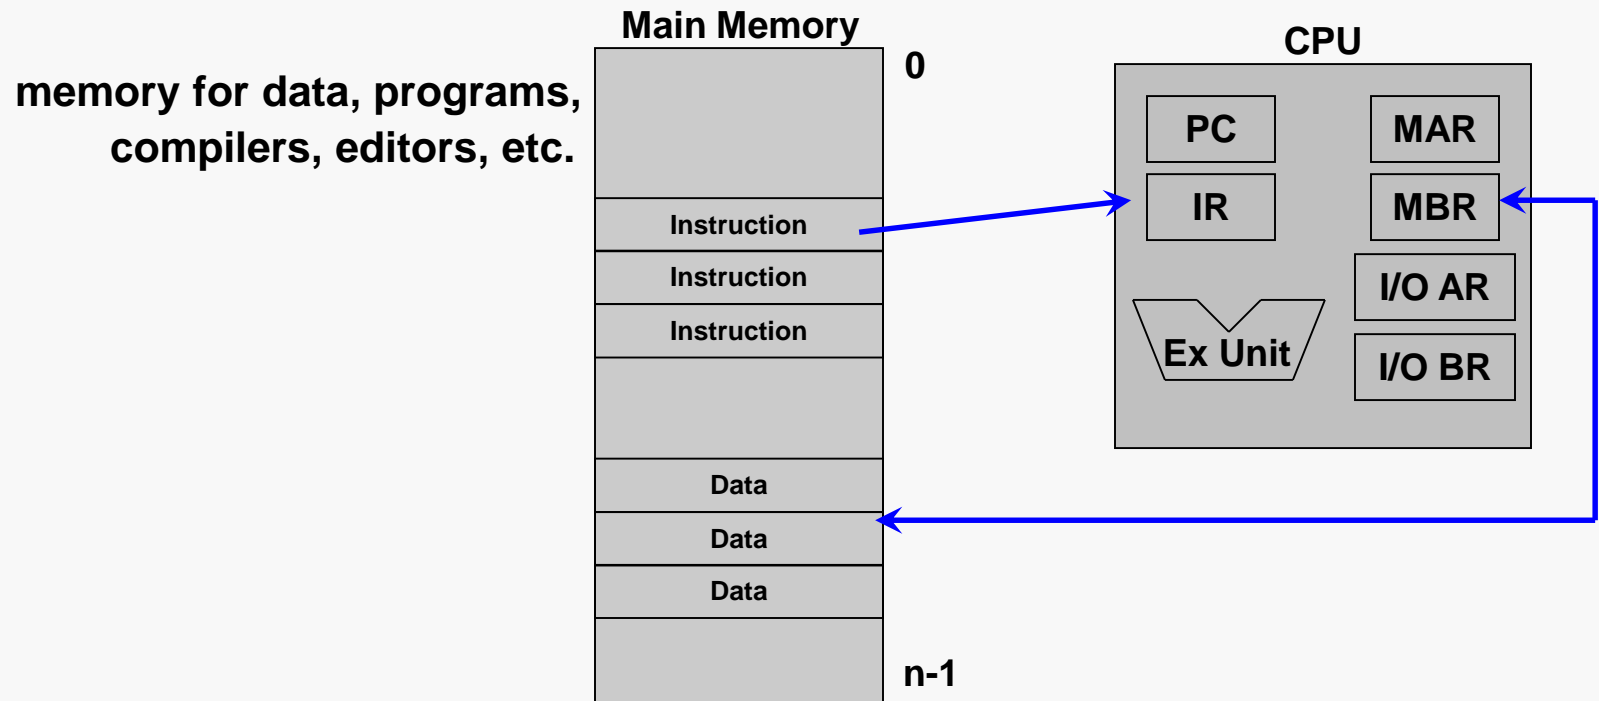 Main Memory
memory for data, programs,
compilers, editors, etc.
0
Instruction
Instruction
Instruction
Data
Data
Data
n-1
CPU
PC
MAR
IR
MBR
I/O AR
Ex Unit
I/O BR